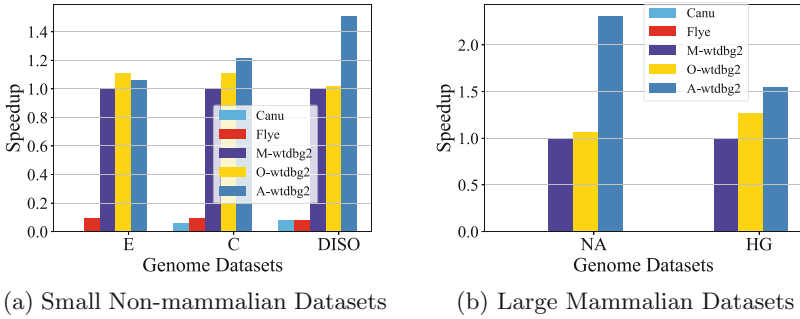 Speedup
1.4
1.2
1.0
0.8
0.6
0.4
0.2
0.0
Canu
Flye
M-wtdbg2
O-wtdbg2
A-wtdbg2
E
C
DISO
Genome Datasets
(a) Small Non-mammalian Datasets
Speedup
2.0
1.5
1.0
0.5
0.0
Canu
Flye
M-wtdbg2
O-wtdbg2
A-wtdbg2
NA
HG
Genome Datasets
(b) Large Mammalian Datasets